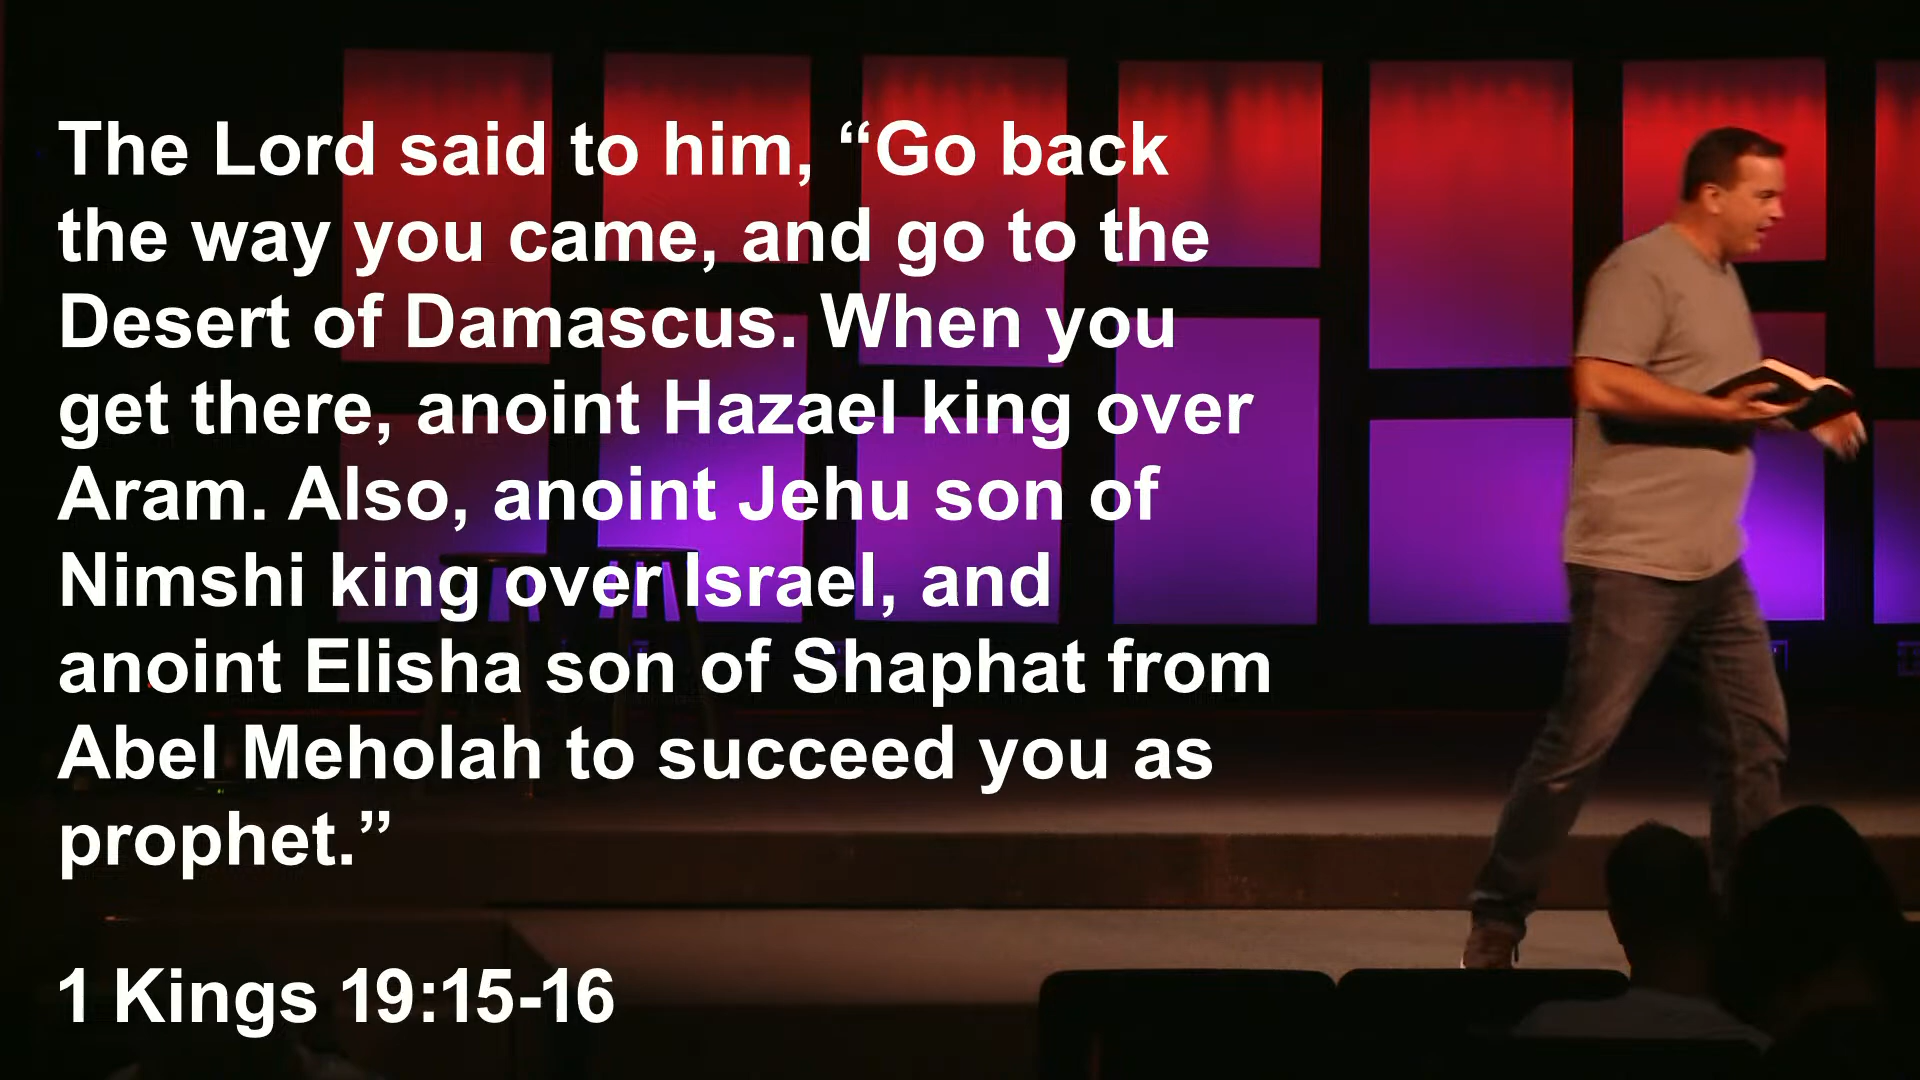 The Lord said to him, “Go back
the way you came, and go to the
Desert of Damascus. When you
get there, anoint Hazael king over
Aram. Also, anoint Jehu son of
Nimshi king over Israel, and
anoint Elisha son of Shaphat from
Abel Meholah to succeed you as
prophet.”
1 Kings 19:15-16